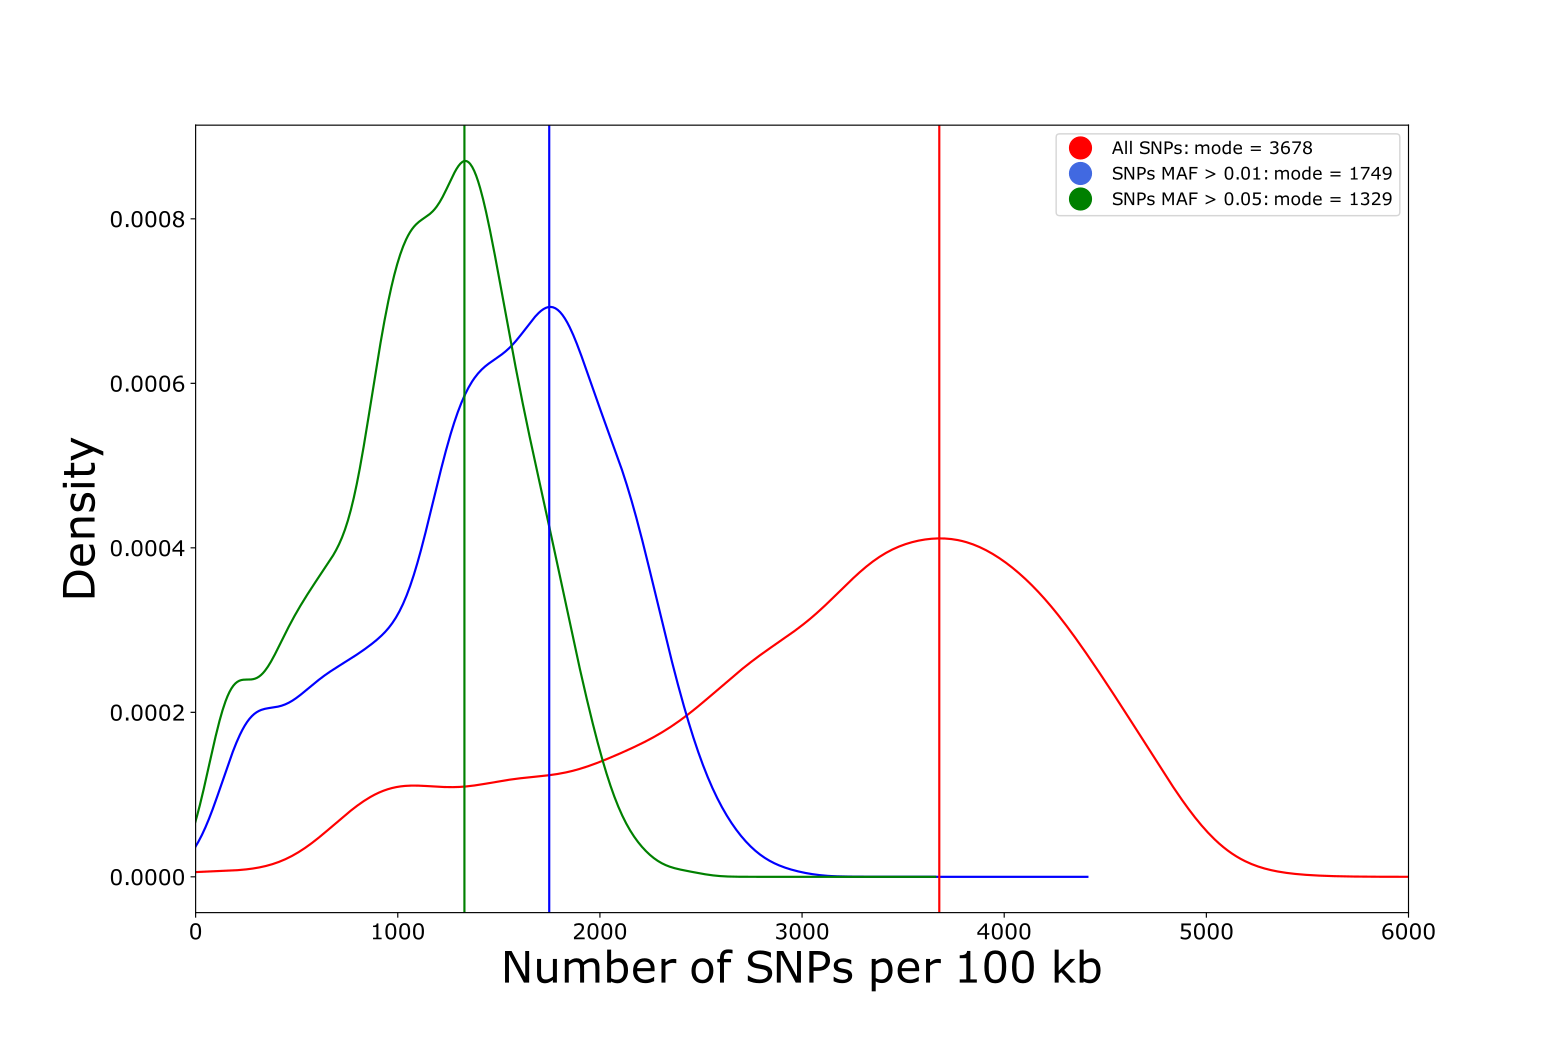 All SNPs: mode = 3678
SNPs MAF > 0.01: mode = 1749
SNPs MAF > 0.05: mode = 1329
0.0008
0.0006
0.0004
0.0002
0.0000
Density
0 1000 2000 3000 4000 5000 6000
Number of SNPs per 100 kb